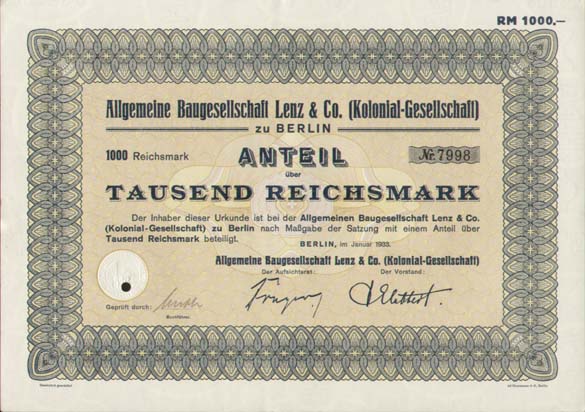 RM 1000.—
Allgemeine Baugesellschaft Lenz & Co. (Kolonial-Gesellschaft)
zu BERLIN
1000 Reichsmark ANTEIL Nr. 7998
über
TAUSEND REICHSMARK
Der Inhaber dieser Urkunde ist bei der Allgemeinen Baugesellschaft Lenz & Co.
(Kolonial-Gesellschaft) zu Berlin nach Maßgabe der Satzung mit einem Anteil über
Tausend Reichsmark beteiligt.
BERLIN, im Januar 1933.
Allgemeine Baugesellschaft Lenz & Co. (Kolonial-Gesellschaft)
Der Aufsichtsrat: Der Vorstand:
Geprüft durch:
Buchführer.